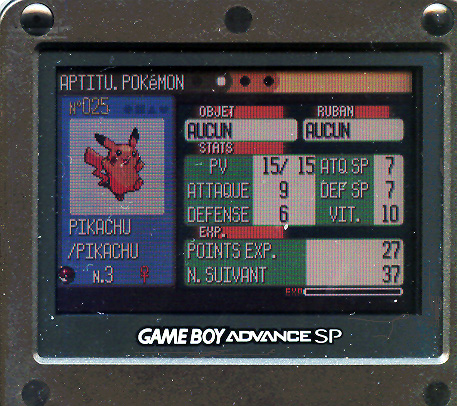 APTITU. POKéMON
N°025
PIKACHU
/PIKACHU
N.3 ♀
OBJET
AUCUN
RUBAN
AUCUN
STATS
PV 15/ 15 ATQ SP 7
ATTAQUE 9 DEF SP 7
DEFENSE 6 VIT. 10
EXP.
POINTS EXP. 27
N. SUIVANT 37
EXP
GAME BOY ADVANCE SP